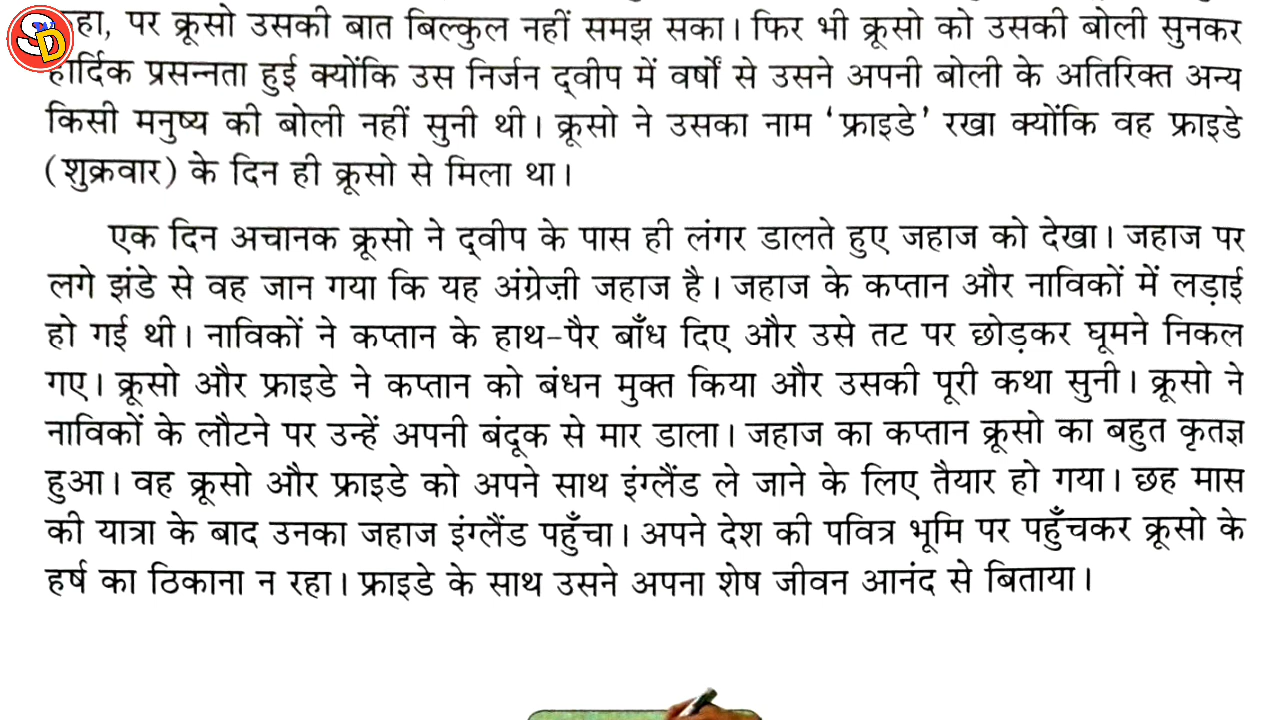 SD
कहा, पर क्रूसो उसकी बात बिल्कुल नहीं समझ सका। फिर भी क्रूसो को उसकी बोली सुनकर
हार्दिक प्रसन्नता हुई क्योंकि उस निर्जन द्‌वीप में वर्षों से उसने अपनी बोली के अतिरिक्त अन्य
किसी मनुष्य की बोली नहीं सुनी थी। क्रूसो ने उसका नाम ‘फ्राइडे’ रखा क्योंकि वह फ्राइडे
(शुक्रवार) के दिन ही क्रूसो से मिला था।
एक दिन अचानक क्रूसो ने द्‌वीप के पास ही लंगर डालते हुए जहाज को देखा। जहाज पर
लगे झंडे से वह जान गया कि यह अंग्रेज़ी जहाज है। जहाज के कप्तान और नाविकों में लड़ाई
हो गई थी। नाविकों ने कप्तान के हाथ-पैर बाँध दिए और उसे तट पर छोड़कर घूमने निकल
गए। क्रूसो और फ्राइडे ने कप्तान को बंधन मुक्त किया और उसकी पूरी कथा सुनी। क्रूसो ने
नाविकों के लौटने पर उन्हें अपनी बंदूक से मार डाला। जहाज का कप्तान क्रूसो का बहुत कृतज्ञ
हुआ। वह क्रूसो और फ्राइडे को अपने साथ इंग्लैंड ले जाने के लिए तैयार हो गया। छह मास
की यात्रा के बाद उनका जहाज इंग्लैंड पहुँचा। अपने देश की पवित्र भूमि पर पहुँचकर क्रूसो के
हर्ष का ठिकाना न रहा। फ्राइडे के साथ उसने अपना शेष जीवन आनंद से बिताया।